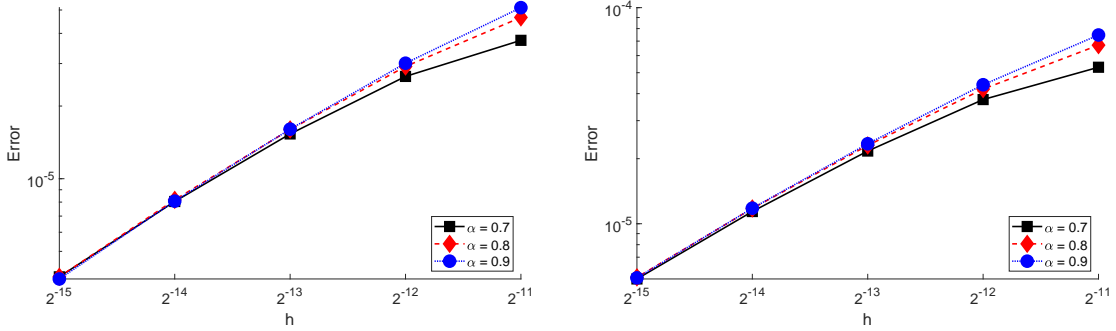 Error
10⁻⁵
2⁻¹⁵
2⁻¹⁴
2⁻¹³
2⁻¹²
2⁻¹¹
h
α = 0.7
α = 0.8
α = 0.9
Error
10⁻⁴
10⁻⁵
2⁻¹⁵
2⁻¹⁴
2⁻¹³
2⁻¹²
2⁻¹¹
h
α = 0.7
α = 0.8
α = 0.9